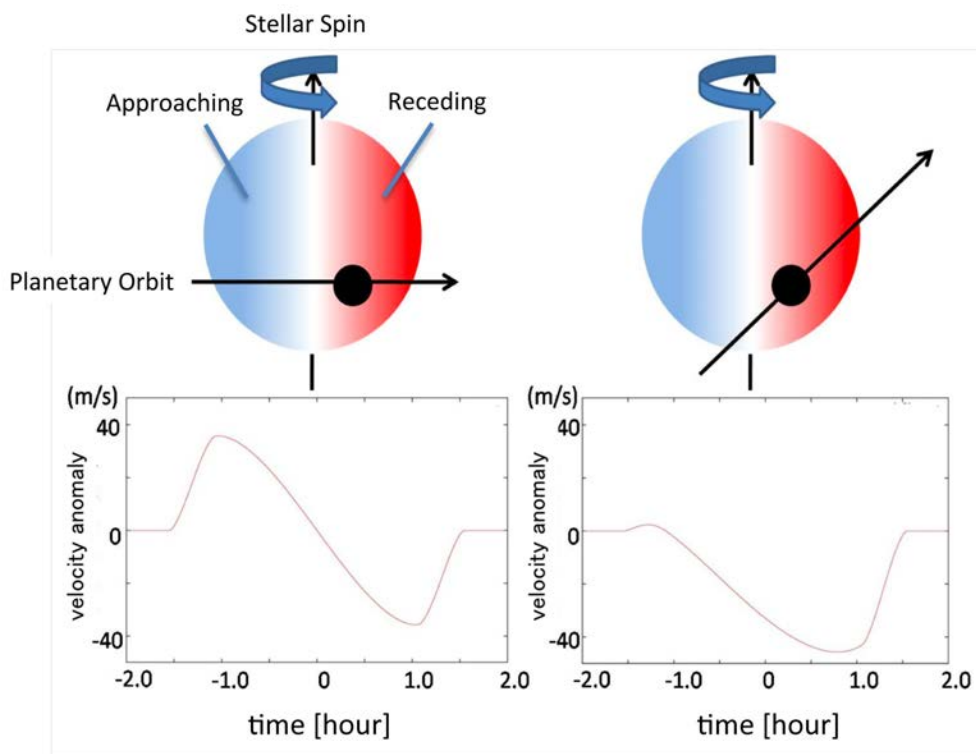 Stellar Spin
Approaching
Receding
Planetary Orbit
(m/s)
40
0
-40
velocity anomaly
-2.0 -1.0 0 1.0 2.0
time [hour]
(m/s)
40
0
-40
velocity anomaly
-2.0 -1.0 0 1.0 2.0
time [hour]